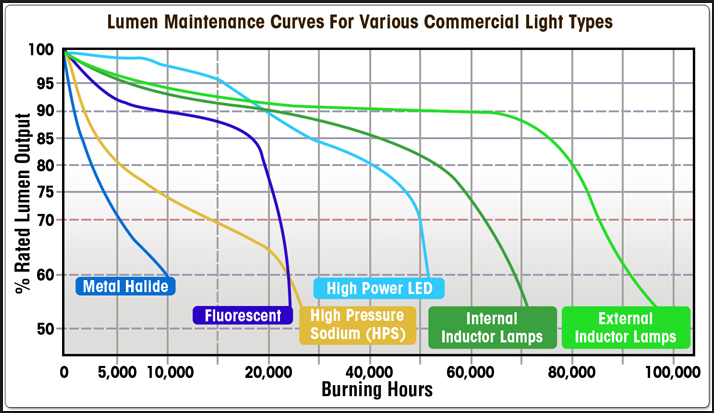 Lumen Maintenance Curves For Various Commercial Light Types
% Rated Lumen Output
100
95
90
85
80
75
70
60
50
Metal Halide
Fluorescent
High Pressure
Sodium (HPS)
High Power LED
Internal
Inductor Lamps
External
Inductor Lamps
0 5,000 10,000 20,000 40,000 60,000 80,000 100,000
Burning Hours